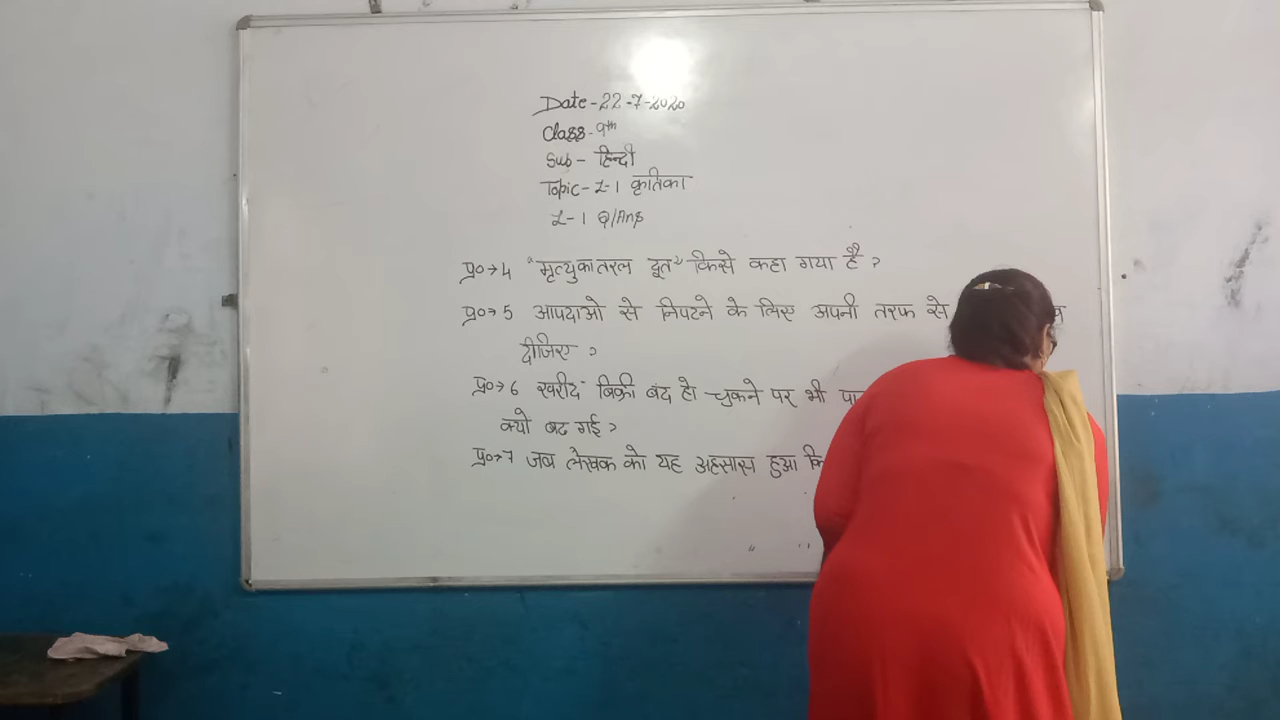 Date-22-7-2020
Class-9th
Sub- हिन्दी
Topic-L-1 कृतिका
L-1 Q/Ans
प्र०→4 "मृत्यु का तरल दूत" किसे कहा गया है ?
प्र०→5 आपदाओ से निपटने के लिए अपनी तरफ से
दीजिए ?
प्र०→6 खरीद- बिक्री बंद हो चुकने पर भी
क्यो बढ गई ?
प्र०→7 जब लेखक को यह अहसास हुआ